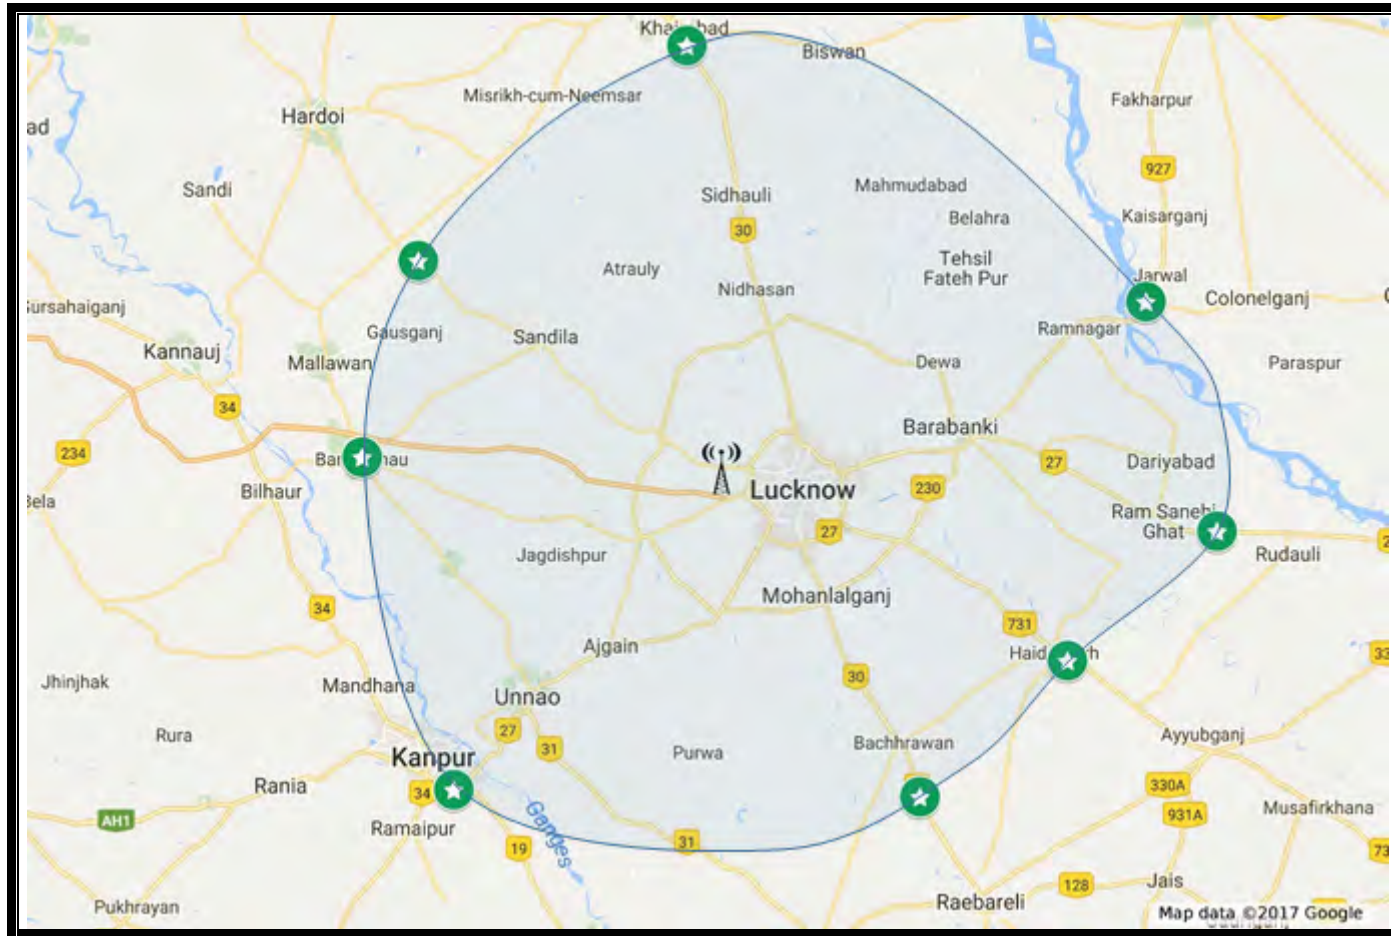 Biswan
Misrikh-cum-Neemsar
Fakharpur
Hardoi
ad
927
Sandi
Sidhauli
Mahmudabad
Belahra
Kaisarganj
30
Atrauly
Tehsil
Fateh Pur
Jarwal
Nidhasan
Colonelganj
Gausganj
Sandila
Ramnagar
Kannauj
Mallawan
Dewa
Paraspur
34
Barabanki
234
27
Dariyabad
Bilhaur
Lucknow
230
Ram Sanehi
Ghat
27
Jagdishpur
Rudauli
34
Mohanlalganj
731
Ajgain
30
Jhinjhak
Mandhana
Unnao
Rura
27
31
Purwa
Bachhrawan
Ayyubganj
Kanpur
Rania
34
330A
AH1
Ramaipur
Ganges
931A
Musafirkhana
19
31
128
Jais
Raebareli
Pukhrayan
Map data ©2017 Google